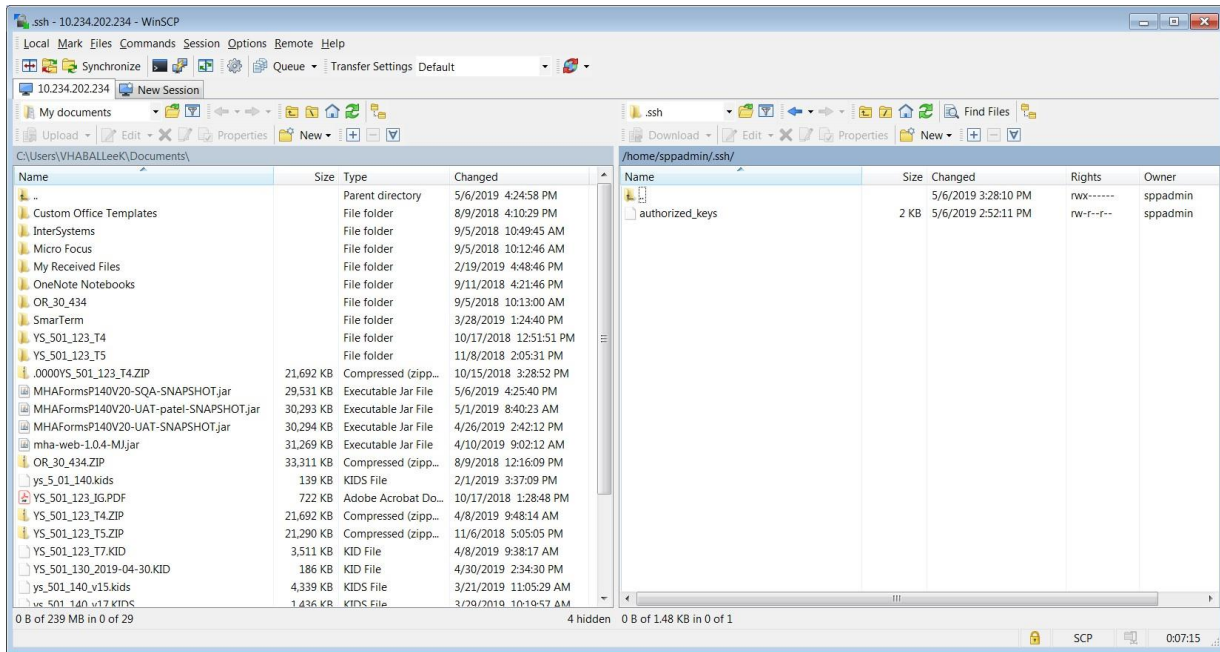 .ssh - 10.234.202.234 - WinSCP
Local Mark Files Commands Session Options Remote Help
Synchronize Queue Transfer Settings Default
10.234.202.234 New Session
My documents
Upload Edit Properties New
C:\Users\VHABALLeeK\Documents\
Name Size Type Changed
.. Parent directory 5/6/2019 4:24:58 PM
Custom Office Templates File folder 8/9/2018 4:10:29 PM
InterSystems File folder 9/5/2018 10:49:45 AM
Micro Focus File folder 9/5/2018 10:12:46 AM
My Received Files File folder 2/19/2019 4:48:46 PM
OneNote Notebooks File folder 9/11/2018 4:21:46 PM
OR_30_434 File folder 9/5/2018 10:13:00 AM
SmarTerm File folder 3/28/2019 1:24:40 PM
YS_501_123_T4 File folder 10/17/2018 12:51:51 PM
YS_501_123_T5 File folder 11/8/2018 2:05:31 PM
.0000YS_501_123_T4.ZIP 21,692 KB Compressed (zipp... 10/15/2018 3:28:52 PM
MHAFormsP140V20-SQA-SNAPSHOT.jar 29,531 KB Executable Jar File 5/6/2019 4:25:40 PM
MHAFormsP140V20-UAT-patel-SNAPSHOT.jar 30,293 KB Executable Jar File 5/1/2019 8:40:23 AM
MHAFormsP140V20-UAT-SNAPSHOT.jar 30,294 KB Executable Jar File 4/26/2019 2:42:12 PM
mha-web-1.0.4-MJ.jar 31,269 KB Executable Jar File 4/10/2019 9:02:12 AM
OR_30_434.ZIP 33,311 KB Compressed (zipp... 8/9/2018 12:16:09 PM
ys_5_01_140.kids 139 KB KIDS File 2/1/2019 3:37:09 PM
YS_501_123_IG.PDF 722 KB Adobe Acrobat Do... 10/17/2018 1:28:48 PM
YS_501_123_T4.ZIP 21,692 KB Compressed (zipp... 4/8/2019 9:48:14 AM
YS_501_123_T5.ZIP 21,290 KB Compressed (zipp... 11/6/2018 5:05:05 PM
YS_501_123_T7.KID 3,511 KB KID File 4/8/2019 9:38:17 AM
YS_501_130_2019-04-30.KID 186 KB KID File 4/30/2019 2:34:30 PM
ys_501_140_v15.kids 4,339 KB KIDS File 3/21/2019 11:05:29 AM
ys_501_140_v17.KIDS 1,436 KB KIDS File 3/29/2019 10:19:57 AM
0 B of 239 MB in 0 of 29 4 hidden
.ssh Find Files
Download Edit Properties New
/home/sppadmin/.ssh/
Name Size Changed Rights Owner
.. 5/6/2019 3:28:10 PM rwx------ sppadmin
authorized_keys 2 KB 5/6/2019 2:52:11 PM rw-r--r-- sppadmin
0 B of 1.48 KB in 0 of 1
SCP 0:07:15